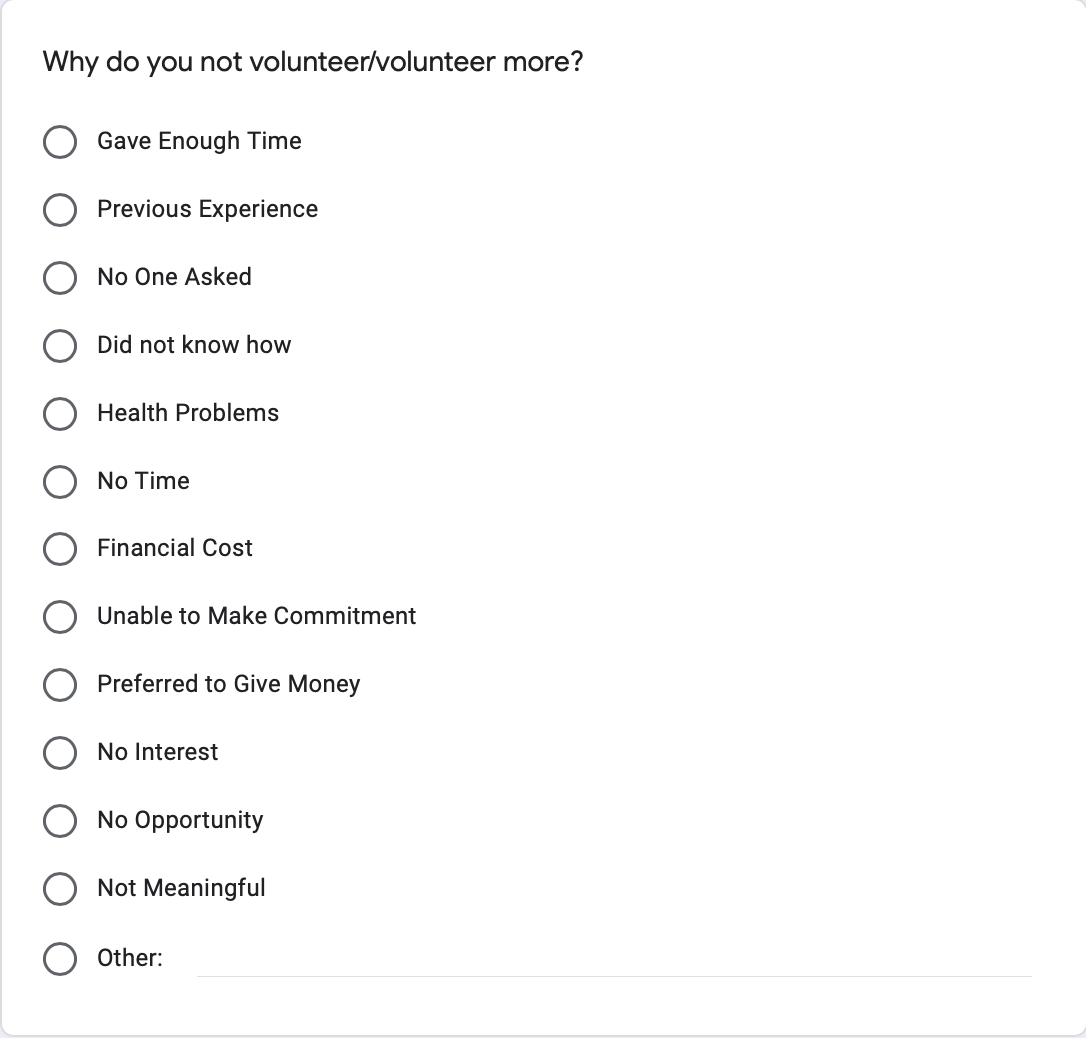 Why do you not volunteer/volunteer more?
Gave Enough Time
Previous Experience
No One Asked
Did not know how
Health Problems
No Time
Financial Cost
Unable to Make Commitment
Preferred to Give Money
No Interest
No Opportunity
Not Meaningful
Other: